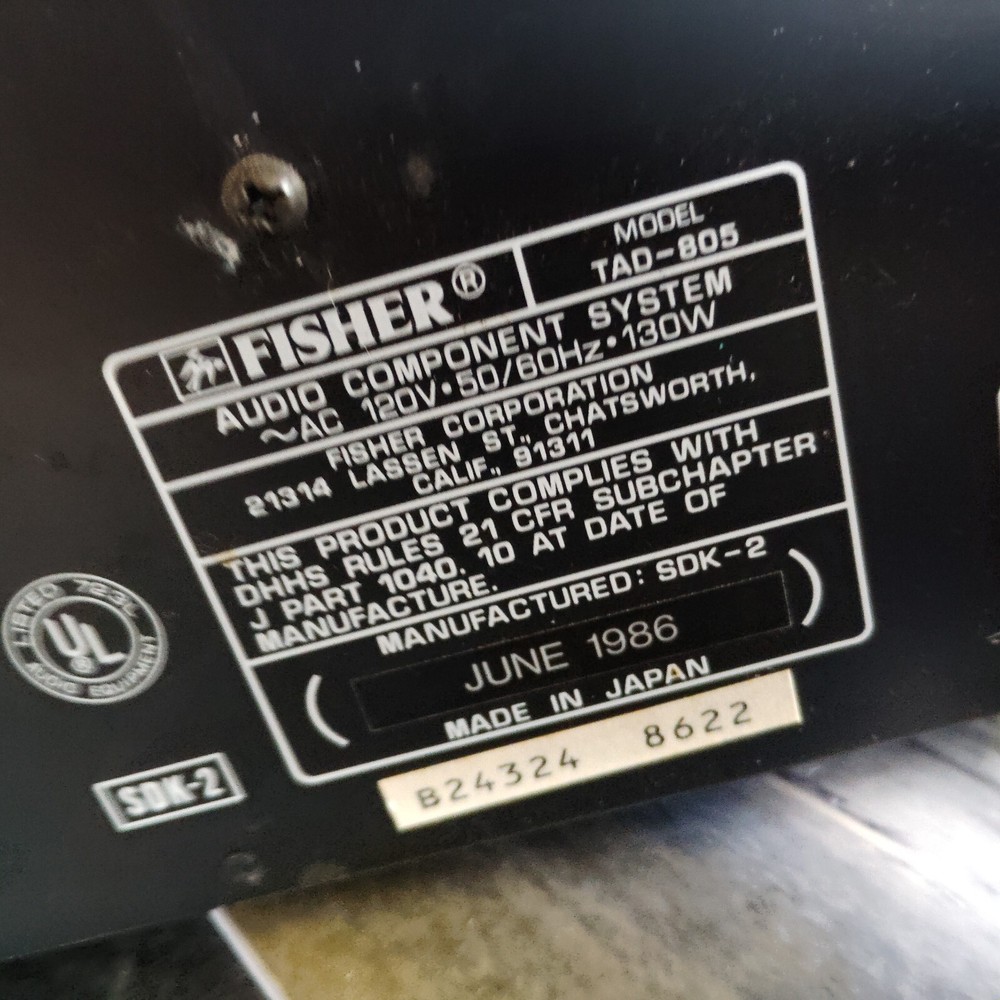 FISHER®
MODEL
TAD-805
AUDIO COMPONENT SYSTEM
~AC 120V·50/60Hz·130W
FISHER CORPORATION
21314 LASSEN ST., CHATSWORTH,
CALIF., 91311
THIS PRODUCT COMPLIES WITH
DHHS RULES 21 CFR SUBCHAPTER
J PART 1040. 10 AT DATE OF
MANUFACTURE.
MANUFACTURED: SDK-2
( JUNE 1986 )
MADE IN JAPAN
B24324 8622
LISTED 723L
UL®
AUDIO EQUIPMENT
SDK-2